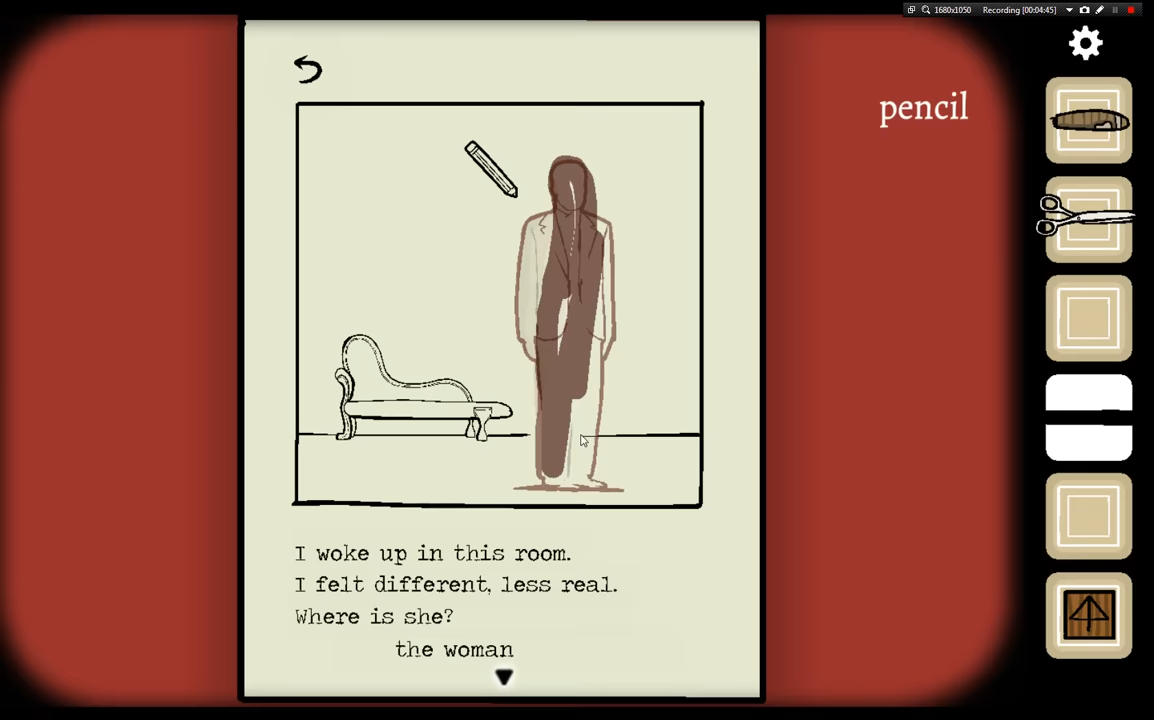 1680x1050 Recording [00:04:45]
pencil
I woke up in this room.
I felt different, less real.
Where is she?
the woman